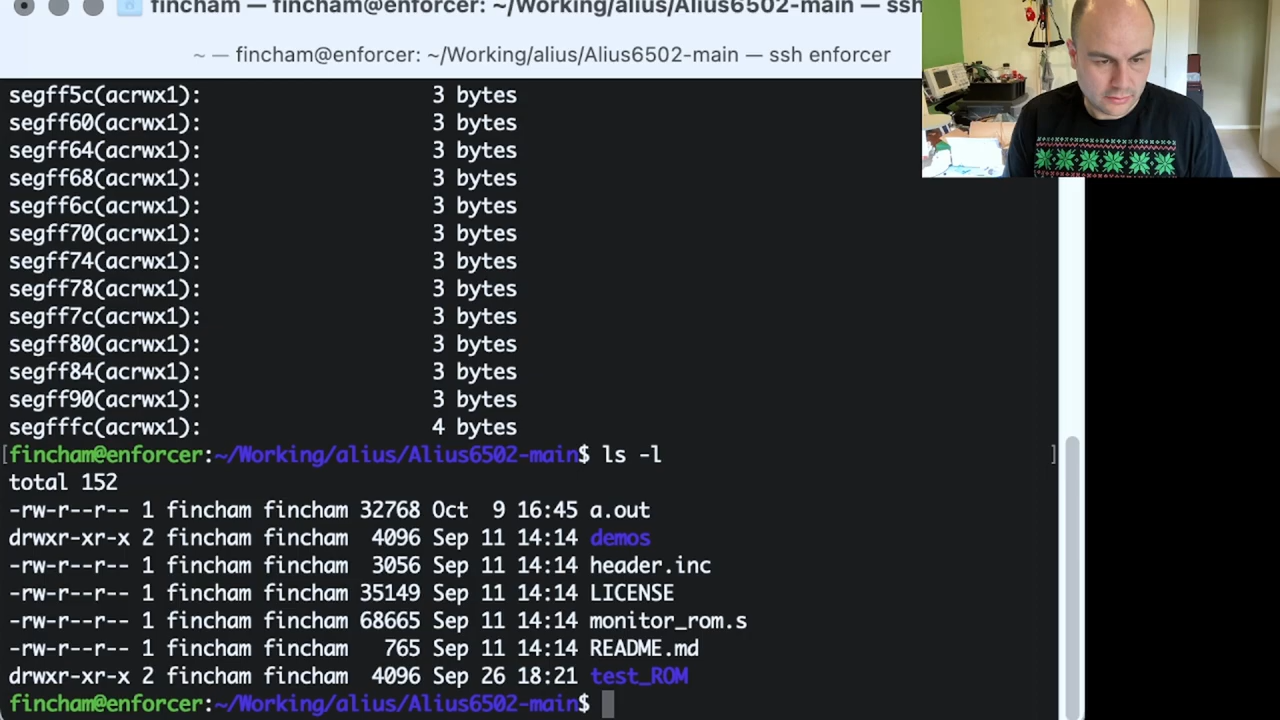 fincham — fincham@enforcer: ~/Working/alius/Alius6502-main — ssh
~ — fincham@enforcer: ~/Working/alius/Alius6502-main — ssh enforcer
segff5c(acrwx1): 3 bytes
segff60(acrwx1): 3 bytes
segff64(acrwx1): 3 bytes
segff68(acrwx1): 3 bytes
segff6c(acrwx1): 3 bytes
segff70(acrwx1): 3 bytes
segff74(acrwx1): 3 bytes
segff78(acrwx1): 3 bytes
segff7c(acrwx1): 3 bytes
segff80(acrwx1): 3 bytes
segff84(acrwx1): 3 bytes
segff90(acrwx1): 3 bytes
segfffc(acrwx1): 4 bytes
[fincham@enforcer:~/Working/alius/Alius6502-main$ ls -l ]
total 152
-rw-r--r-- 1 fincham fincham 32768 Oct  9 16:45 a.out
drwxr-xr-x 2 fincham fincham  4096 Sep 11 14:14 demos
-rw-r--r-- 1 fincham fincham  3056 Sep 11 14:14 header.inc
-rw-r--r-- 1 fincham fincham 35149 Sep 11 14:14 LICENSE
-rw-r--r-- 1 fincham fincham 68665 Sep 11 14:14 monitor_rom.s
-rw-r--r-- 1 fincham fincham   765 Sep 11 14:14 README.md
drwxr-xr-x 2 fincham fincham  4096 Sep 26 18:21 test_ROM
fincham@enforcer:~/Working/alius/Alius6502-main$